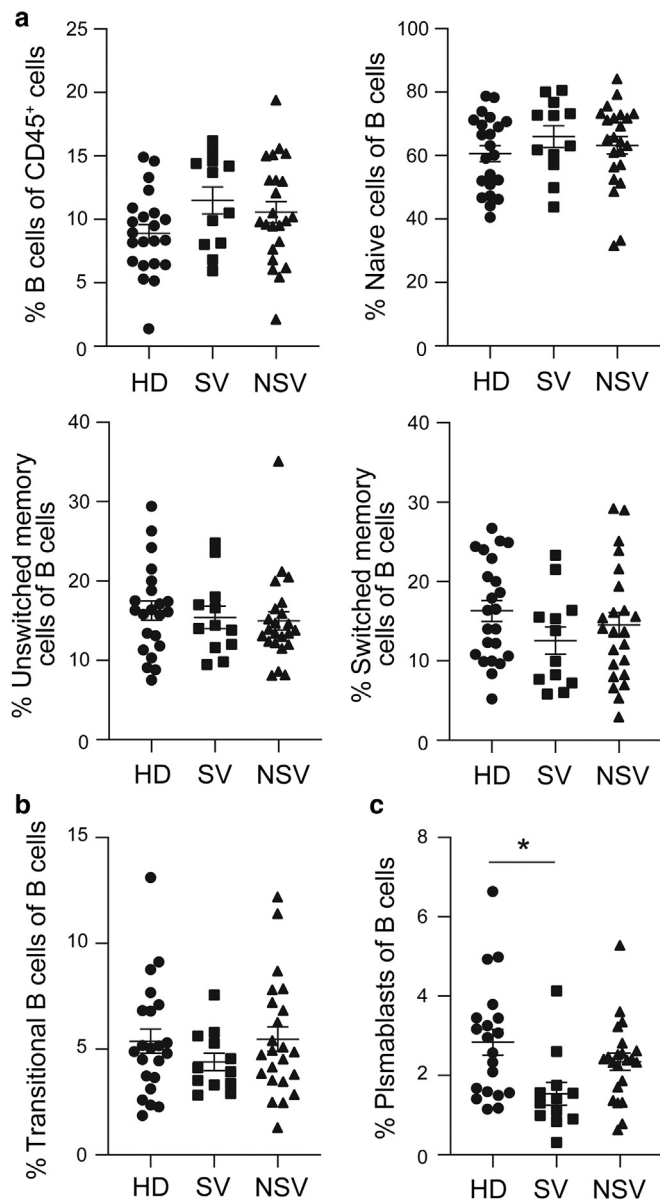 a
% B cells of CD45⁺ cells
25
20
15
10
5
0
HD SV NSV
% Naive cells of B cells
100
80
60
40
20
0
HD SV NSV
% Unswitched memory
cells of B cells
40
30
20
10
0
HD SV NSV
% Switched memory
cells of B cells
40
30
20
10
0
HD SV NSV
b
% Transitional B cells of B cells
15
10
5
0
HD SV NSV
c
% Plsmablasts of B cells
8
6
4
2
0
*
HD SV NSV